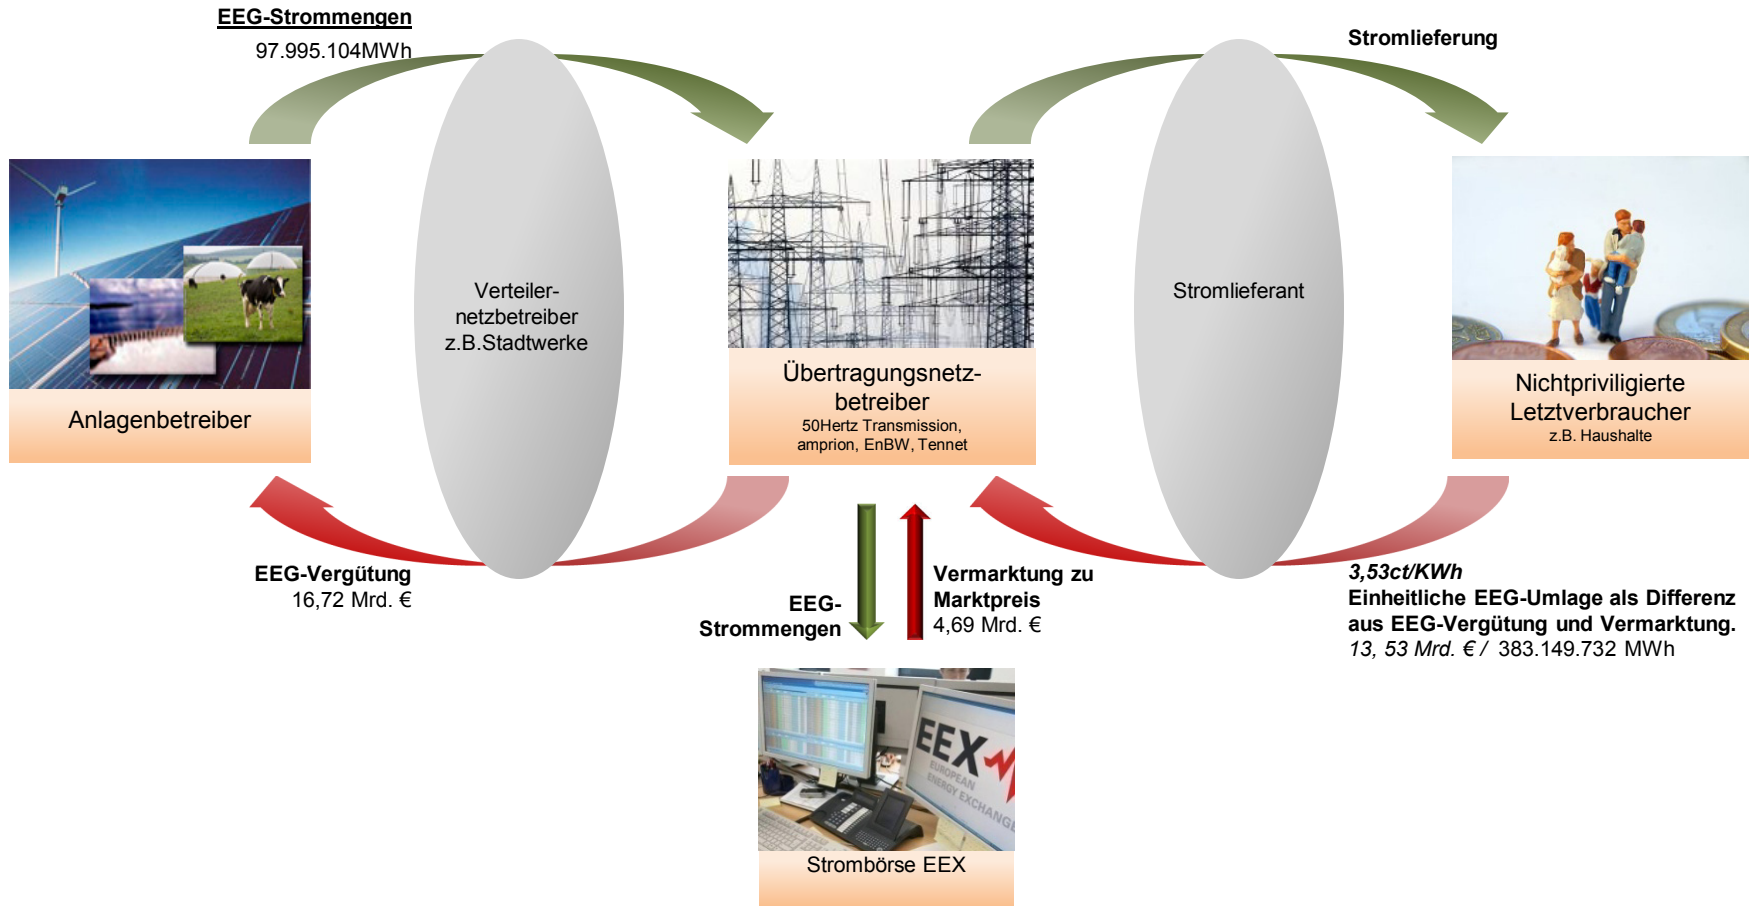 EEG-Strommengen
97.995.104MWh
Stromlieferung
Verteiler-
netzbetreiber
z.B.Stadtwerke
Stromlieferant
Anlagenbetreiber
Übertragungsnetz-
betreiber
50Hertz Transmission,
amprion, EnBW, Tennet
Nichtpriviligierte
Letztverbraucher
z.B. Haushalte
EEG-Vergütung
16,72 Mrd. €
EEG-
Strommengen
Vermarktung zu
Marktpreis
4,69 Mrd. €
3,53ct/KWh
Einheitliche EEG-Umlage als Differenz
aus EEG-Vergütung und Vermarktung.
13, 53 Mrd. € / 383.149.732 MWh
EEX
EUROPEAN
ENERGY EXCHANGE
Strombörse EEX